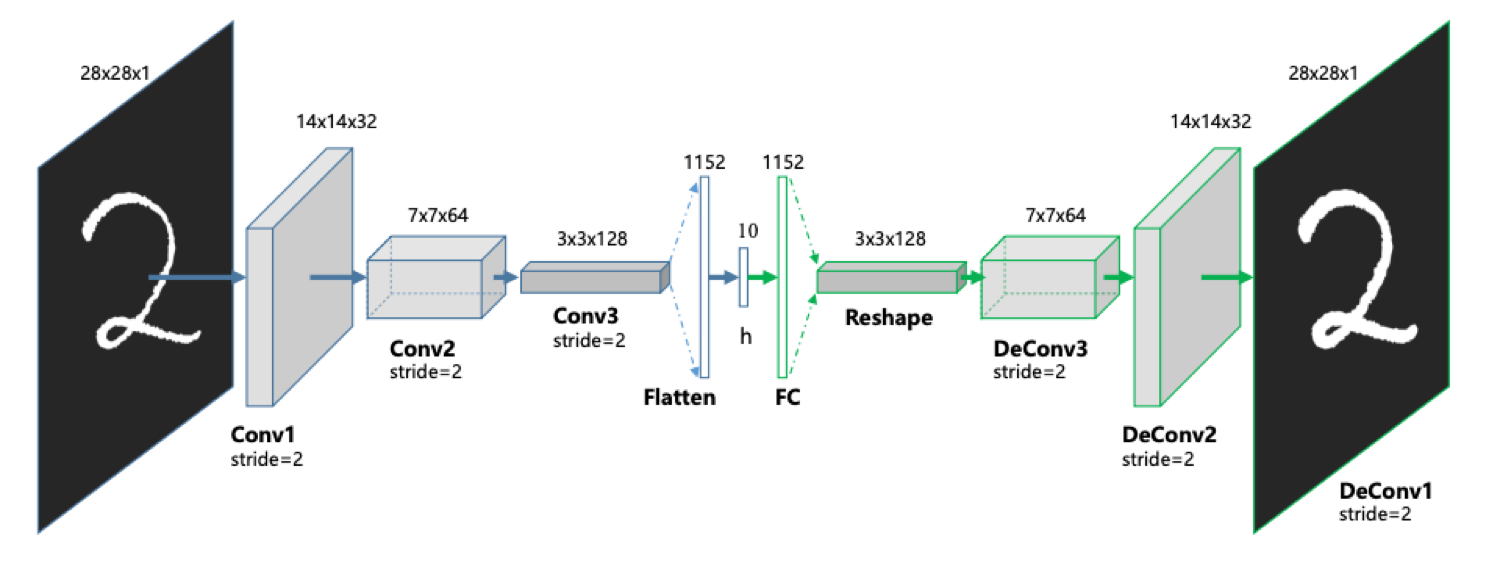 28x28x1
14x14x32
Conv1
stride=2
7x7x64
Conv2
stride=2
3x3x128
Conv3
stride=2
1152
Flatten
10
h
1152
FC
3x3x128
Reshape
7x7x64
DeConv3
stride=2
14x14x32
DeConv2
stride=2
28x28x1
DeConv1
stride=2
2
2